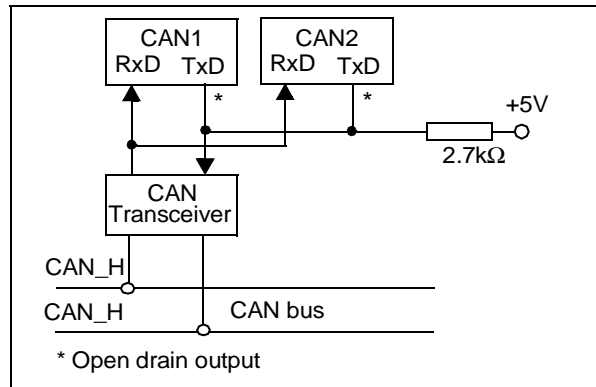 CAN1
CAN2
RxD TxD
RxD TxD
*
*
+5V
2.7kΩ
CAN
Transceiver
CAN_H
CAN_H
CAN bus
* Open drain output